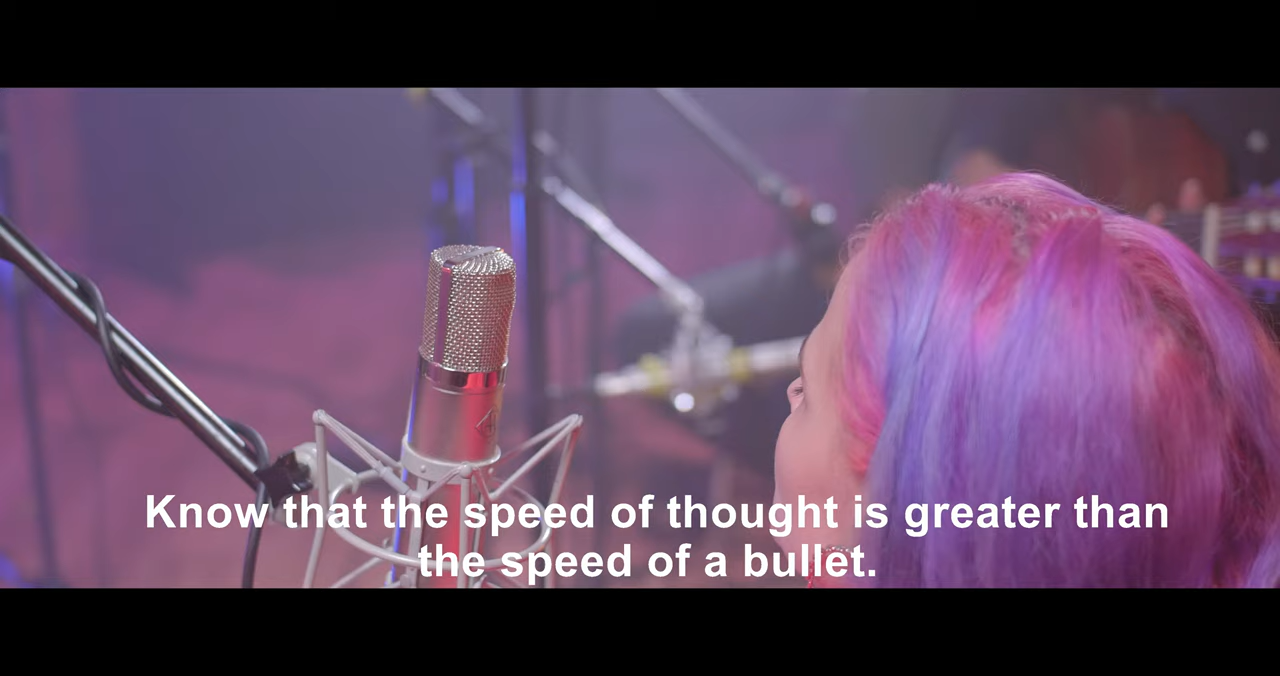 Know that the speed of thought is greater than
the speed of a bullet.